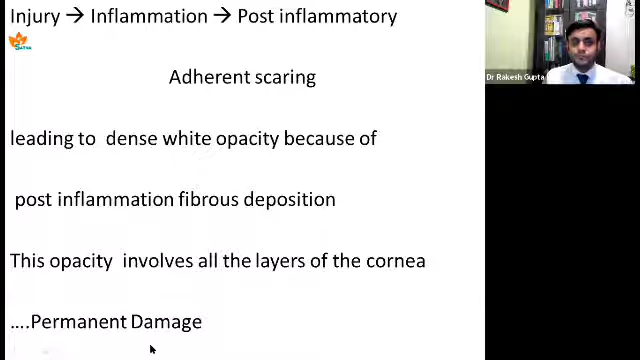 Injury → Inflammation → Post inflammatory
Adherent scaring
leading to dense white opacity because of
post inflammation fibrous deposition
This opacity involves all the layers of the cornea
....Permanent Damage
Dr Rakesh Gupta